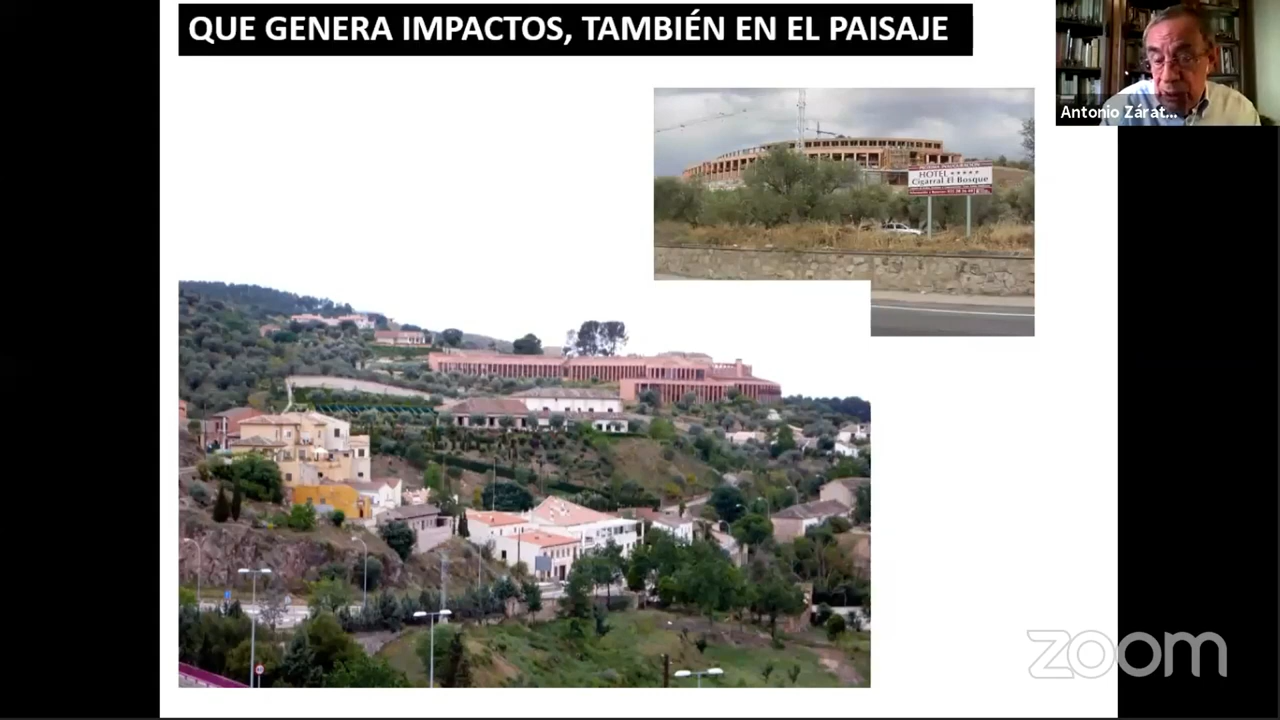 QUE GENERA IMPACTOS, TAMBIÉN EN EL PAISAJE
HOTEL *****
Cigarral El Bosque
Antonio Zárat...
zoom